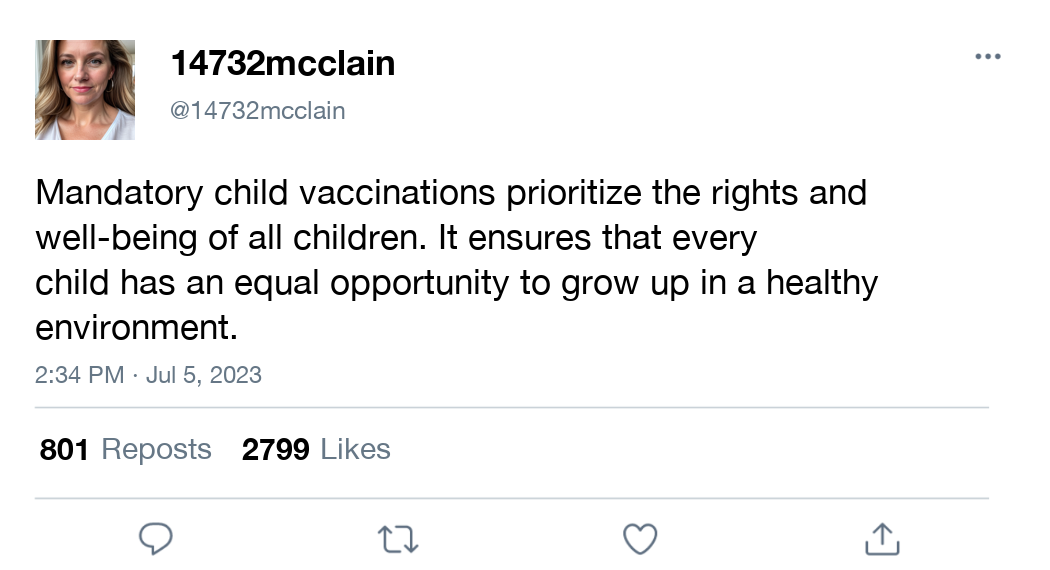 14732mcclain
@14732mcclain
Mandatory child vaccinations prioritize the rights and
well-being of all children. It ensures that every
child has an equal opportunity to grow up in a healthy
environment.
2:34 PM · Jul 5, 2023
801 Reposts 2799 Likes